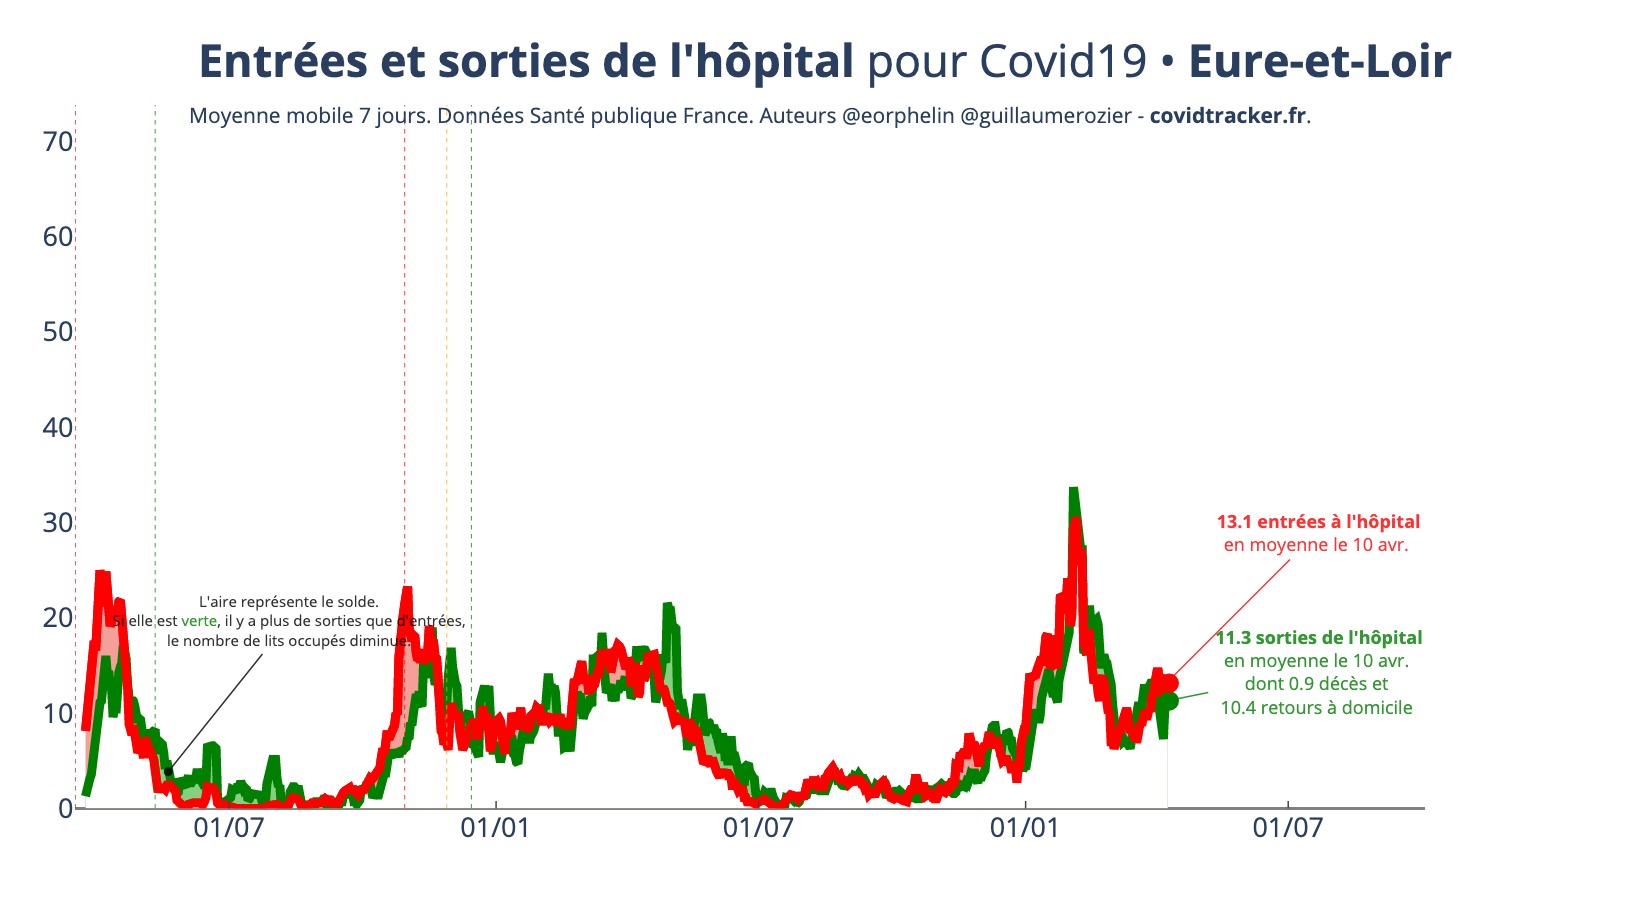 Entrées et sorties de l'hôpital pour Covid19 • Eure-et-Loir
Moyenne mobile 7 jours. Données Santé publique France. Auteurs @eorphelin @guillaumerozier - covidtracker.fr.
70
60
50
40
30
20
10
0
L'aire représente le solde.
Si elle est verte, il y a plus de sorties que d'entrées,
le nombre de lits occupés diminue.
13.1 entrées à l'hôpital
en moyenne le 10 avr.
11.3 sorties de l'hôpital
en moyenne le 10 avr.
dont 0.9 décès et
10.4 retours à domicile
01/07
01/01
01/07
01/01
01/07